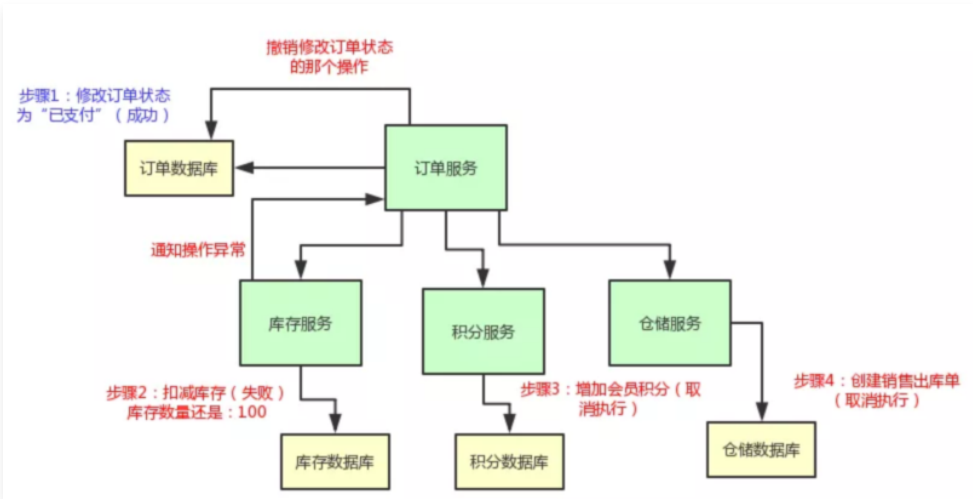 撤销修改订单状态
的那个操作
步骤1：修改订单状态
为“已支付”（成功）
订单数据库
订单服务
通知操作异常
库存服务
积分服务
仓储服务
步骤2：扣减库存（失败）
库存数量还是：100
步骤3：增加会员积分（取
消执行）
步骤4：创建销售出库单
（取消执行）
库存数据库
积分数据库
仓储数据库